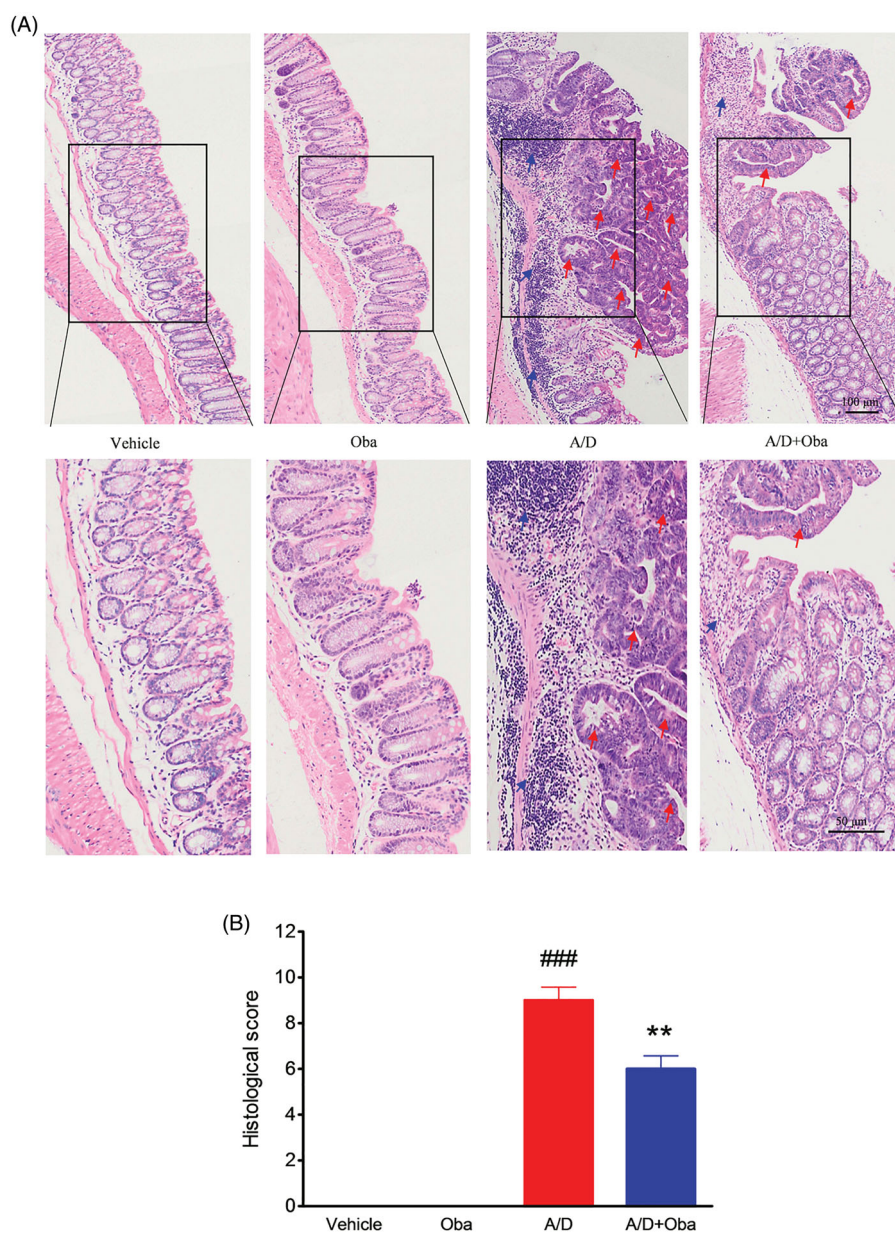 (A)
100 μm
Vehicle Oba A/D A/D+Oba
50 μm
(B)
12
10
8
6
4
2
0
Histological score
###
**
Vehicle Oba A/D A/D+Oba